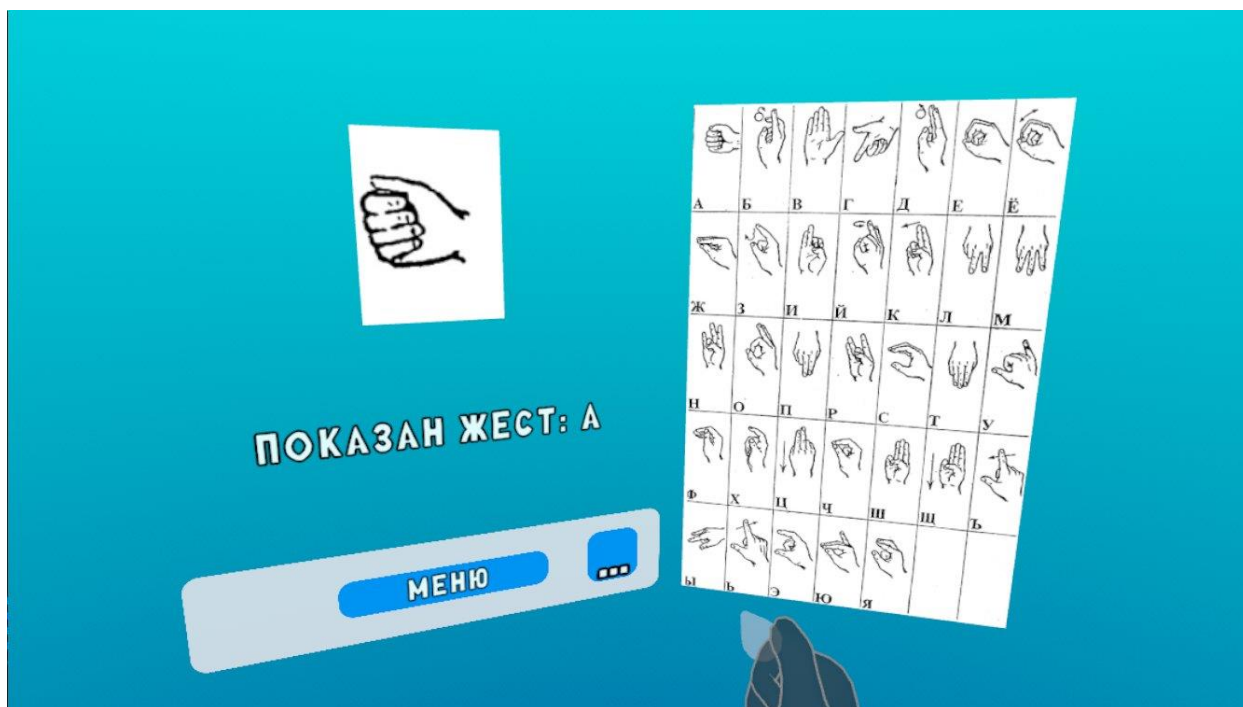 ПОКАЗАН ЖЕСТ: А
МЕНЮ
А Б В Г Д Е Ё
Ж З И Й К Л М
Н О П Р С Т У
Ф Х Ц Ч Ш Щ Ъ
Ы Ь Э Ю Я